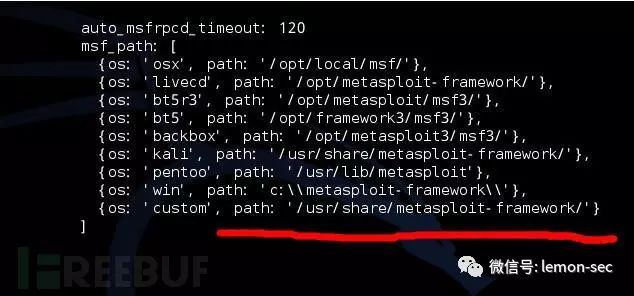 auto_msfrpcd_timeout: 120
msf_path: [
{os: 'osx', path: '/opt/local/msf/'},
{os: 'livecd', path: '/opt/metasploit-framework/'},
{os: 'bt5r3', path: '/opt/metasploit/msf3/'},
{os: 'bt5', path: '/opt/framework3/msf3/'},
{os: 'backbox', path: '/opt/metasploit3/msf3/'},
{os: 'kali', path: '/usr/share/metasploit-framework/'},
{os: 'pentoo', path: '/usr/lib/metasploit'},
{os: 'win', path: 'c:\\metasploit-framework\\'},
{os: 'custom', path: '/usr/share/metasploit-framework/'}
]
FREEBUF
微信号: lemon-sec